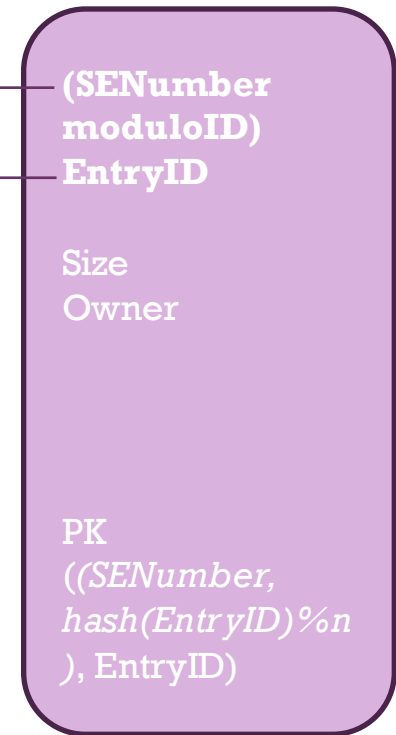 (SENumber
moduloID)
EntryID
Size
Owner
PK
((SENumber,
hash(EntryID)%n
), EntryID)